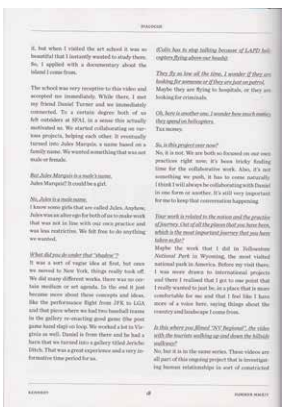 DIALOGUE
it, but when I visited the art school it was so
beautiful that I instantly wanted to study there.
So, I applied with a documentary about the
island I come from.
The school was very receptive to this video and
accepted me immediately. While there, I met
my friend Daniel Turner and we immediately
connected. To a certain degree both of us
felt outsiders at SFAI, in a sense this actually
motivated us. We started collaborating on various
projects, helping each other. It eventually
turned into Jules Marquis; a name based on a
family name. We wanted something that was not
male or female.
But Jules Marquis is a male's name.
Jules Marquis? It could be a girl.
No, Jules is a male name.
I know some girls that are called Jules. Anyhow,
Jules was an alter ego for both of us to make work
that was not in line with our own practice and
was less restrictive. We felt free to do anything
we wanted.
What did you do under that "shadow"?
It was a sort of vague idea at first, but once
we moved to New York, things really took off.
We did many different works, there was no certain
medium or set agenda. In the end it just
became more about these concepts and ideas,
like the performance flight from JFK to LGA
and that piece where we had two baseball teams
in the gallery re-enacting good game (the post
game hand slap) on loop. We worked a lot in Virginia
as well. Daniel is from there and he had a
barn that we turned into a gallery titled Jericho
Ditch. That was a great experience and a very informative
time for us.
(Colin has to stop talking because of LAPD helicopters
flying above our heads).
They fly so low all the time. I wonder if they are
looking for someone or if they are just on patrol.
Maybe they are flying to hospitals, or they are
looking for criminals.
Oh, here is another one. I wonder how much money
they spend on helicopters.
Tax money.
So, is this project over now?
No, it is not. We are both so focused on our own
practices right now, it's been tricky finding
time for the collaborative work. Also, it's not
something we push, it has to come naturally.
I think I will always be collaborating with Daniel
in one form or another. It's still very important
for me to keep that conversation happening.
Your work is related to the notion and the practice
of journey. Out of all the places that you have been,
which is the most important journey that you have
taken so far?
Maybe the work that I did in Yellowstone
National Park in Wyoming, the most visited
national park in America. Before my visit there,
I was more drawn to international projects
and there I realised that I got to one point that
I really wanted to just be, in a place that is more
comfortable for me and that I feel like I have
more of a voice here, saying things about the
country and landscape I come from.
Is this where you filmed "NV Regional", the video
with the tourists walking up and down the hillside
walkway?
No, but it is in the same series. These videos are
all part of this ongoing project that is investigating
human relationships in sort of constricted
KENNEDY
SUMMER ISSUE